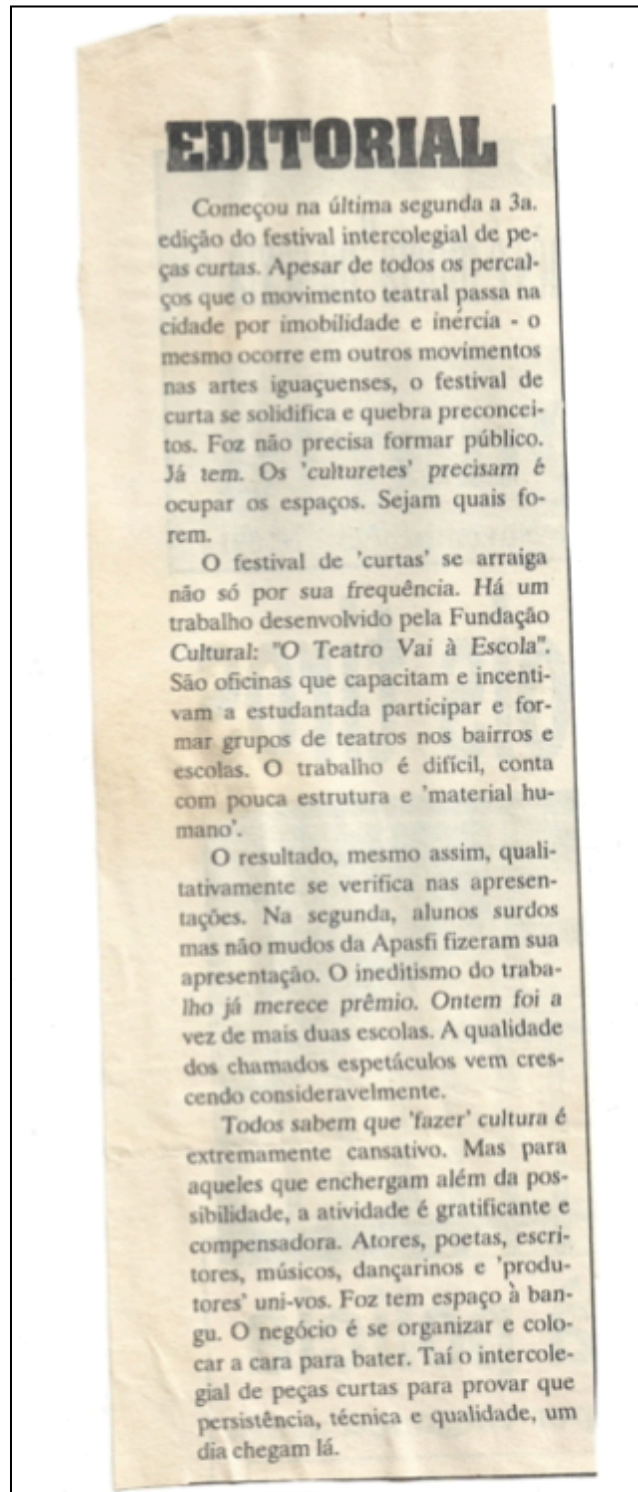 EDITORIAL
Começou na última segunda a 3a.
edição do festival intercolegial de pe-
ças curtas. Apesar de todos os percal-
ços que o movimento teatral passa na
cidade por imobilidade e inércia - o
mesmo ocorre em outros movimentos
nas artes iguaçuenses, o festival de
curta se solidifica e quebra preconcei-
tos. Foz não precisa formar público.
Já tem. Os 'culturetes' precisam é
ocupar os espaços. Sejam quais fo-
rem.
O festival de 'curtas' se arraiga
não só por sua frequência. Há um
trabalho desenvolvido pela Fundação
Cultural: "O Teatro Vai à Escola".
São oficinas que capacitam e incenti-
vam a estudantada participar e for-
mar grupos de teatros nos bairros e
escolas. O trabalho é difícil, conta
com pouca estrutura e 'material hu-
mano'.
O resultado, mesmo assim, quali-
tativamente se verifica nas apresen-
tações. Na segunda, alunos surdos
mas não mudos da Apasfi fizeram sua
apresentação. O ineditismo do traba-
lho já merece prêmio. Ontem foi a
vez de mais duas escolas. A qualidade
dos chamados espetáculos vem cres-
cendo consideravelmente.
Todos sabem que 'fazer' cultura é
extremamente cansativo. Mas para
aqueles que enchergam além da pos-
sibilidade, a atividade é gratificante e
compensadora. Atores, poetas, escri-
tores, músicos, dançarinos e 'produ-
tores' uni-vos. Foz tem espaço à ban-
gu. O negócio é se organizar e colo-
car a cara para bater. Taí o intercole-
gial de peças curtas para provar que
persistência, técnica e qualidade, um
dia chegam lá.